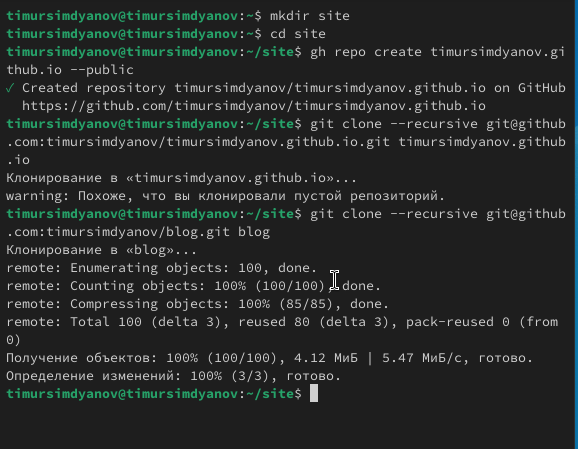 timursimdyanov@timursimdyanov:~$ mkdir site
timursimdyanov@timursimdyanov:~$ cd site
timursimdyanov@timursimdyanov:~/site$ gh repo create timursimdyanov.gi
thub.io --public
✓ Created repository timursimdyanov/timursimdyanov.github.io on GitHub
  https://github.com/timursimdyanov/timursimdyanov.github.io
timursimdyanov@timursimdyanov:~/site$ git clone --recursive git@github
.com:timursimdyanov/timursimdyanov.github.io.git timursimdyanov.github
.io
Клонирование в «timursimdyanov.github.io»...
warning: Похоже, что вы клонировали пустой репозиторий.
timursimdyanov@timursimdyanov:~/site$ git clone --recursive git@github
.com:timursimdyanov/blog.git blog
Клонирование в «blog»...
remote: Enumerating objects: 100, done.
remote: Counting objects: 100% (100/100), done.
remote: Compressing objects: 100% (85/85), done.
remote: Total 100 (delta 3), reused 80 (delta 3), pack-reused 0 (from
0)
Получение объектов: 100% (100/100), 4.12 МиБ | 5.47 МиБ/с, готово.
Определение изменений: 100% (3/3), готово.
timursimdyanov@timursimdyanov:~/site$